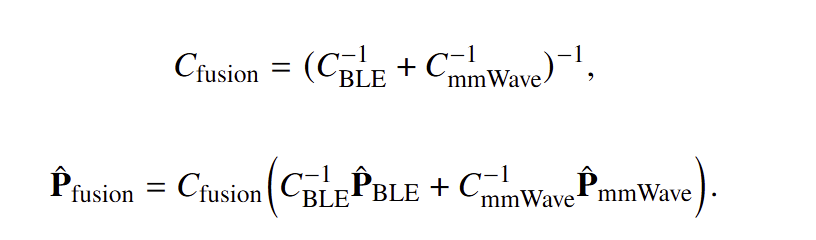 C_fusion = (C_BLE^{-1} + C_mmWave^{-1})^{-1},
P̂_fusion = C_fusion(C_BLE^{-1}P̂_BLE + C_mmWave^{-1}P̂_mmWave).